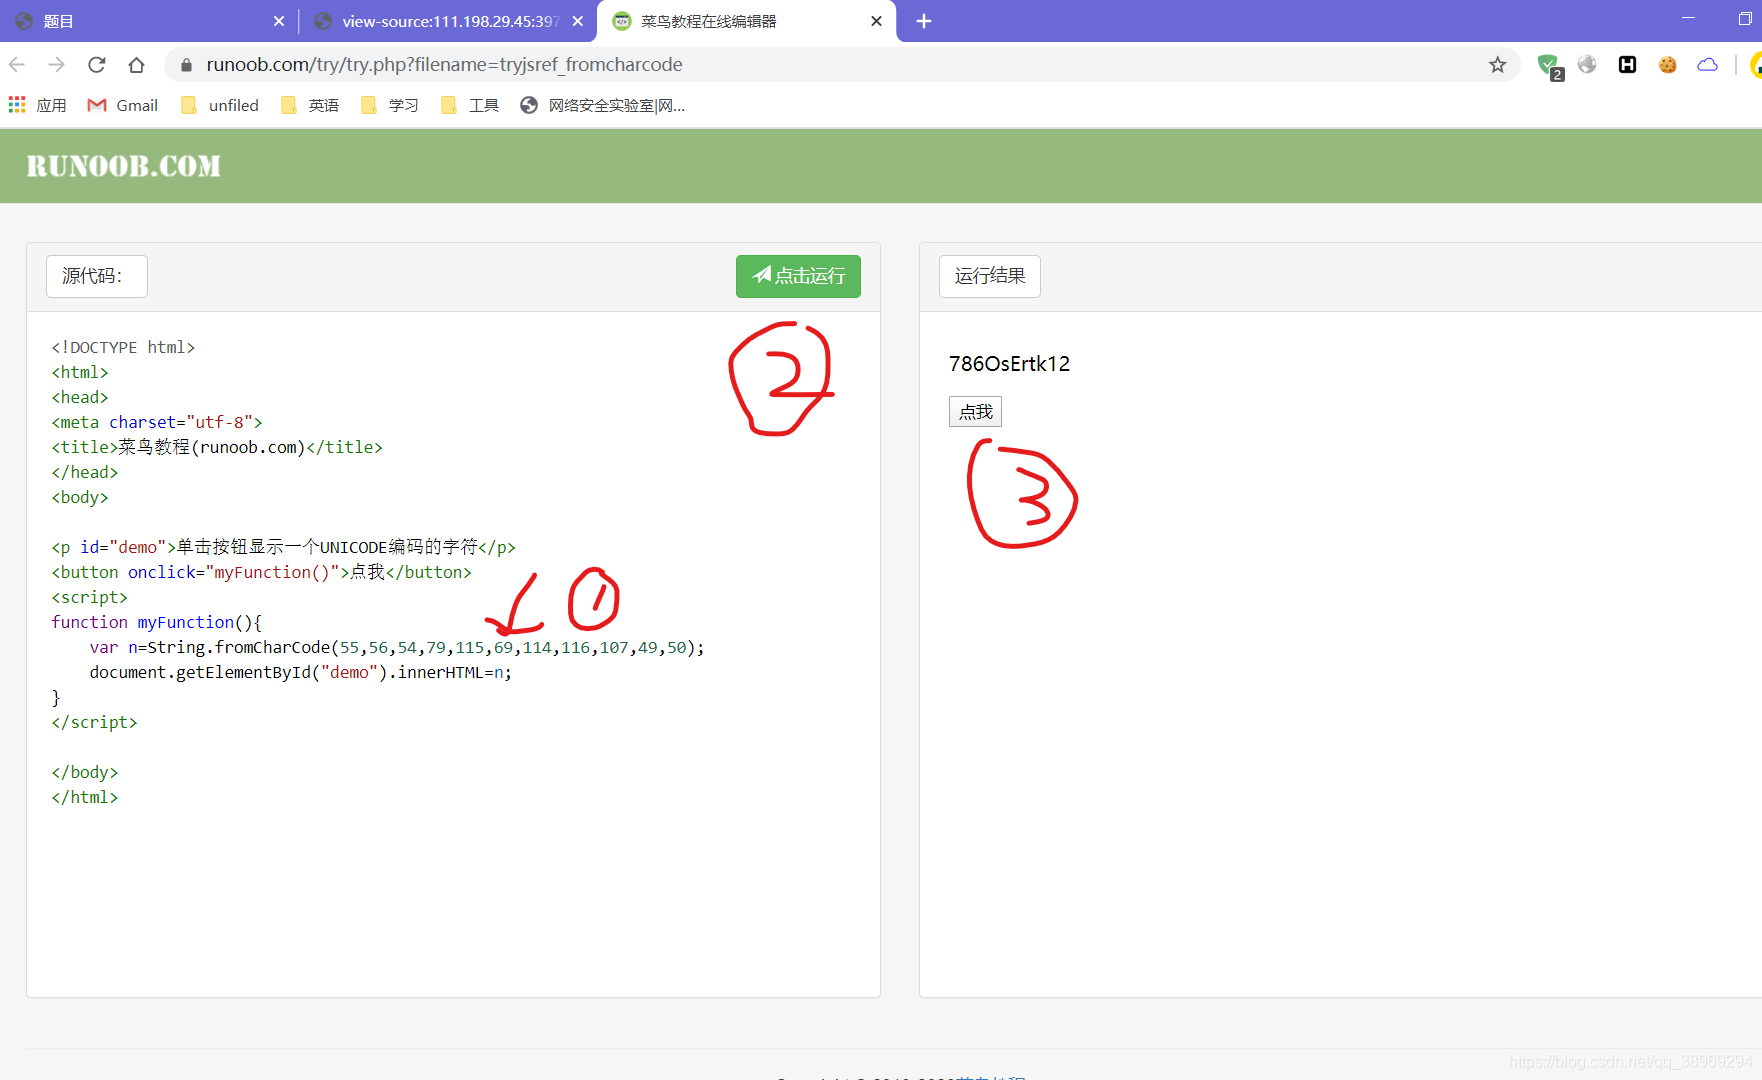 题目
view-source:111.198.29.45:397
菜鸟教程在线编辑器
runoob.com/try/try.php?filename=tryjsref_fromcharcode
2
应用
Gmail
unfiled
英语
学习
工具
网络安全实验室|网...
RUNOOB.COM
源代码：
点击运行
运行结果
<!DOCTYPE html>
<html>
<head>
<meta charset="utf-8">
<title>菜鸟教程(runoob.com)</title>
</head>
<body>
<p id="demo">单击按钮显示一个UNICODE编码的字符</p>
<button onclick="myFunction()">点我</button>
<script>
function myFunction(){
var n=String.fromCharCode(55,56,54,79,115,69,114,116,107,49,50);
document.getElementById("demo").innerHTML=n;
}
</script>
</body>
</html>
1
2
786OsErtk12
点我
3
https://blog.csdn.net/qq_38969294